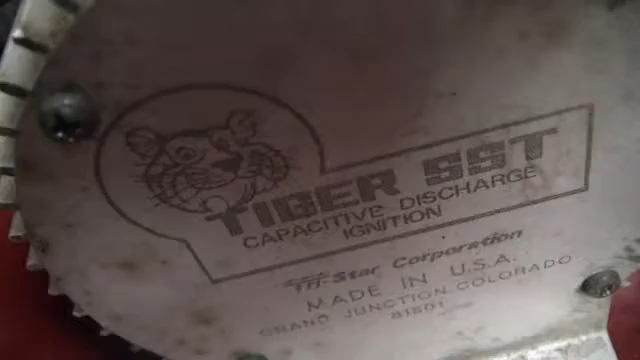 TIGER SST
CAPACITIVE DISCHARGE
IGNITION
Tri-Star Corporation
MADE IN U.S.A.
GRAND JUNCTION COLORADO
81501